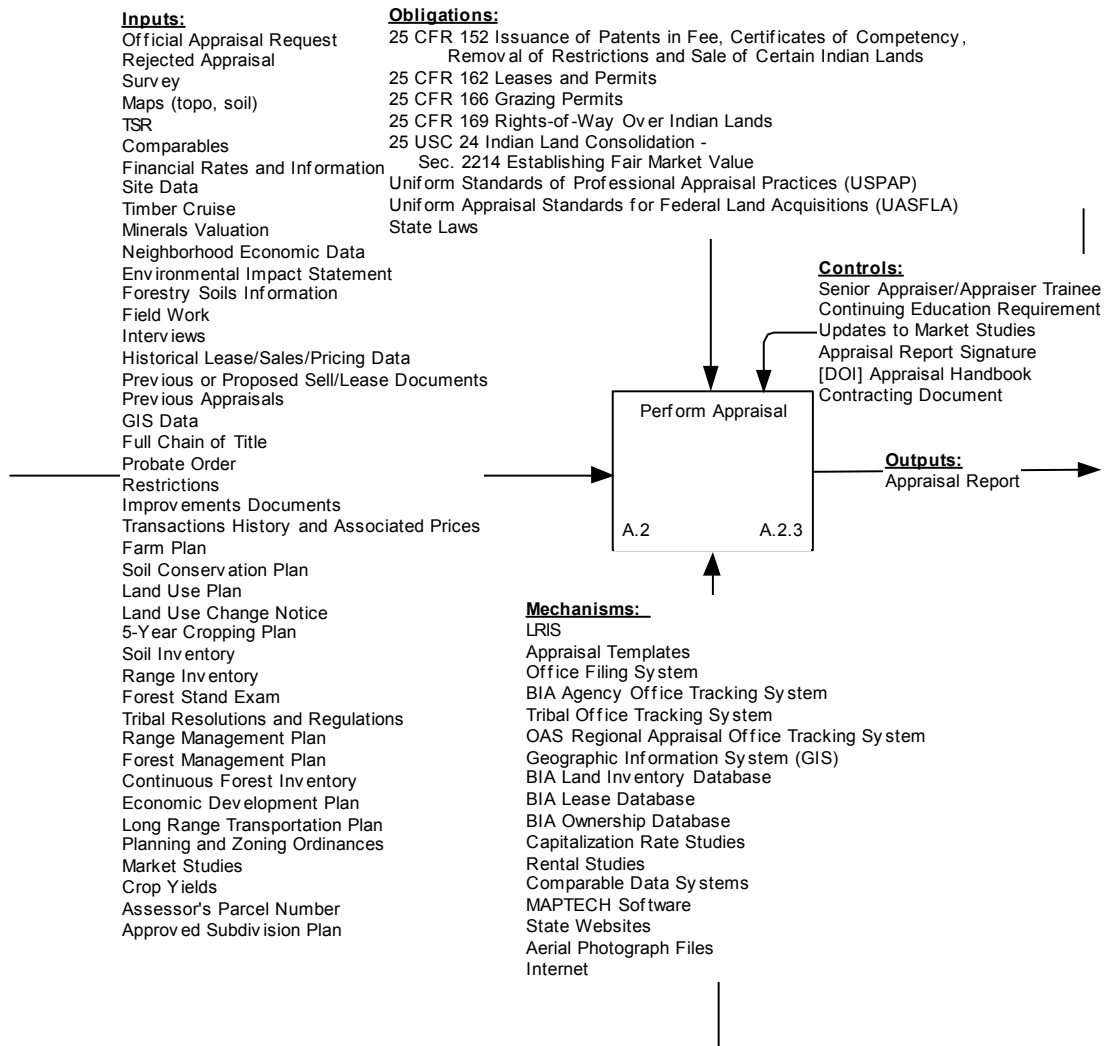 Inputs:
Official Appraisal Request
Rejected Appraisal
Survey
Maps (topo, soil)
TSR
Comparables
Financial Rates and Information
Site Data
Timber Cruise
Minerals Valuation
Neighborhood Economic Data
Environmental Impact Statement
Forestry Soils Information
Field Work
Interviews
Historical Lease/Sales/Pricing Data
Previous or Proposed Sell/Lease Documents
Previous Appraisals
GIS Data
Full Chain of Title
Probate Order
Restrictions
Improvements Documents
Transactions History and Associated Prices
Farm Plan
Soil Conservation Plan
Land Use Plan
Land Use Change Notice
5-Year Cropping Plan
Soil Inventory
Range Inventory
Forest Stand Exam
Tribal Resolutions and Regulations
Range Management Plan
Forest Management Plan
Continuous Forest Inventory
Economic Development Plan
Long Range Transportation Plan
Planning and Zoning Ordinances
Market Studies
Crop Yields
Assessor's Parcel Number
Approved Subdivision Plan
Obligations:
25 CFR 152 Issuance of Patents in Fee, Certificates of Competency,
Removal of Restrictions and Sale of Certain Indian Lands
25 CFR 162 Leases and Permits
25 CFR 166 Grazing Permits
25 CFR 169 Rights-of-Way Over Indian Lands
25 USC 24 Indian Land Consolidation -
Sec. 2214 Establishing Fair Market Value
Uniform Standards of Professional Appraisal Practices (USPAP)
Uniform Appraisal Standards for Federal Land Acquisitions (UASFLA)
State Laws
Controls:
Senior Appraiser/Appraiser Trainee
Continuing Education Requirement
Updates to Market Studies
Appraisal Report Signature
[DOI] Appraisal Handbook
Contracting Document
Perform Appraisal
A.2 A.2.3
Outputs:
Appraisal Report
Mechanisms:
LRIS
Appraisal Templates
Office Filing System
BIA Agency Office Tracking System
Tribal Office Tracking System
OAS Regional Appraisal Office Tracking System
Geographic Information System (GIS)
BIA Land Inventory Database
BIA Lease Database
BIA Ownership Database
Capitalization Rate Studies
Rental Studies
Comparable Data Systems
MAPTECH Software
State Websites
Aerial Photograph Files
Internet